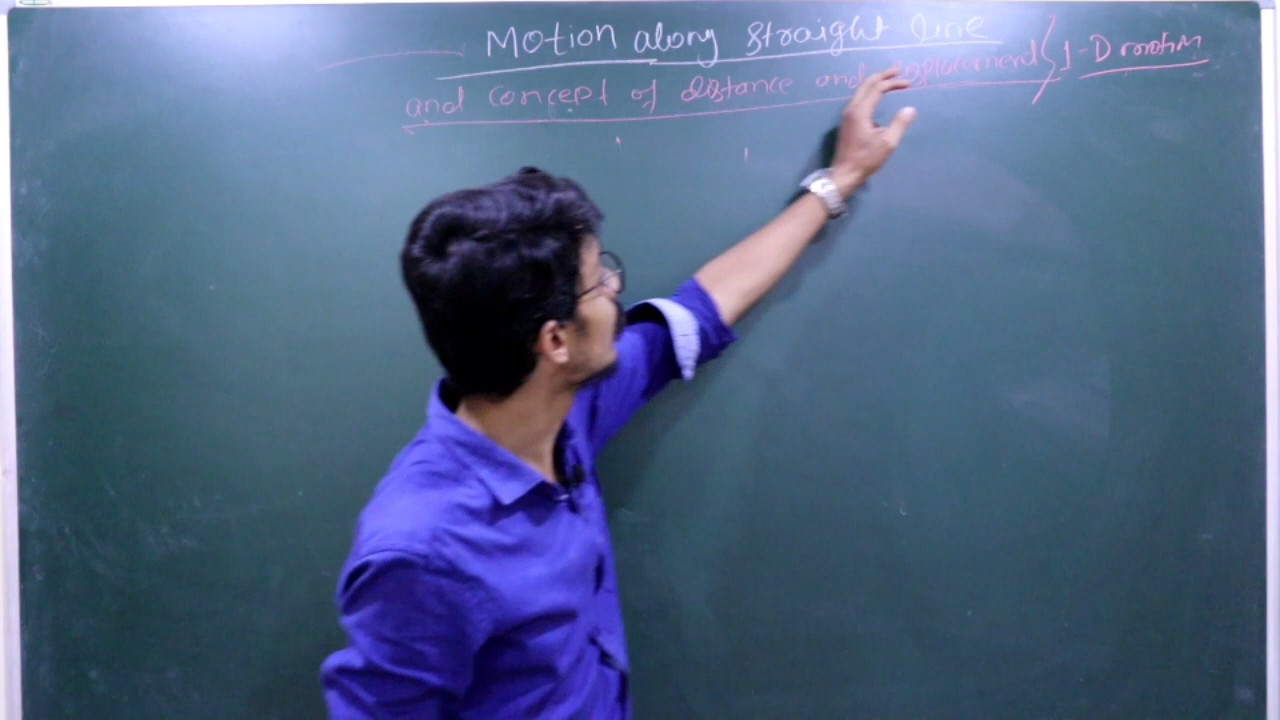 Motion along straight line
and concept of distance and displacement } 1-D motion